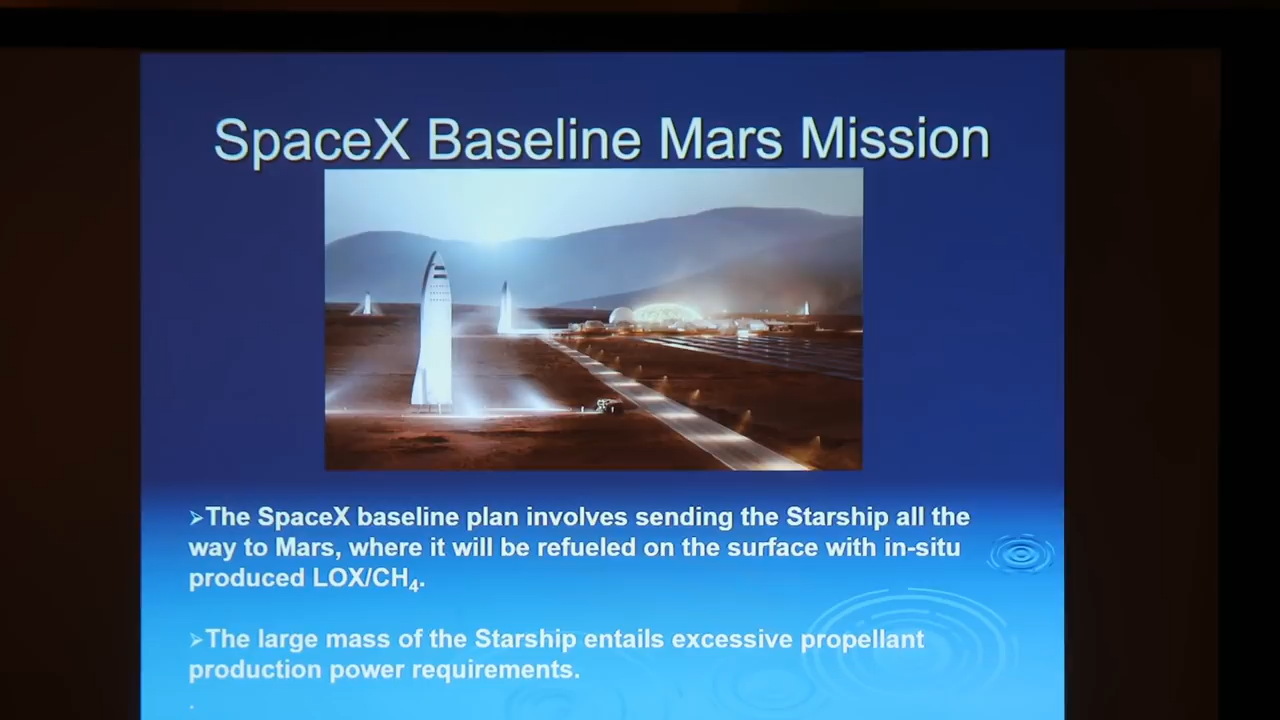 SpaceX Baseline Mars Mission
➢The SpaceX baseline plan involves sending the Starship all the
way to Mars, where it will be refueled on the surface with in-situ
produced LOX/CH₄.
➢The large mass of the Starship entails excessive propellant
production power requirements.
.